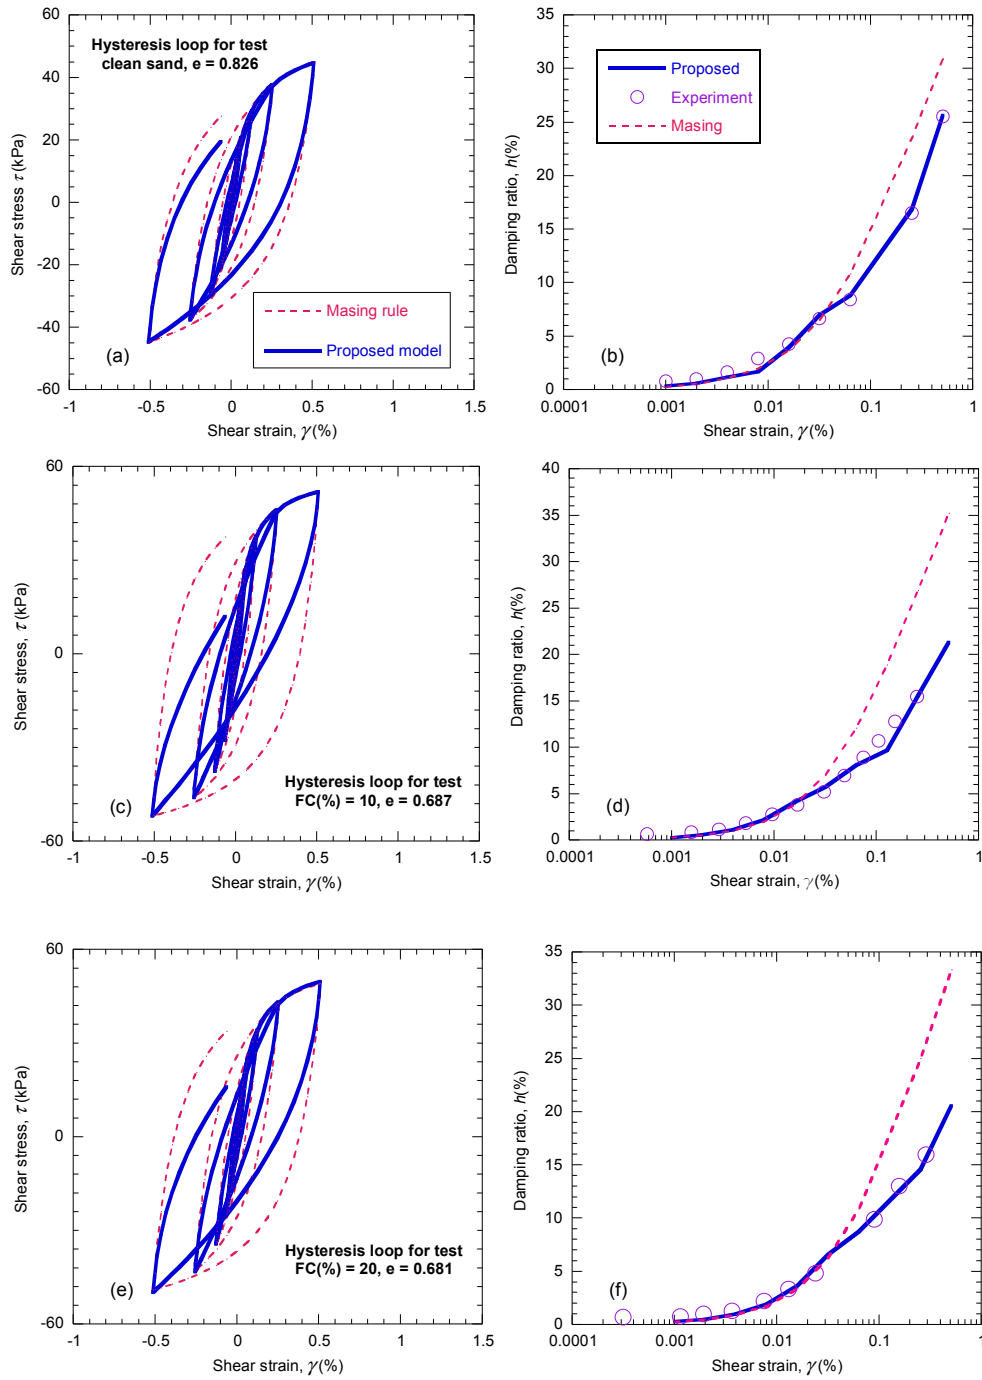 60
40
20
0
-20
-40
-60
Shear stress τ (kPa)
Hysteresis loop for test
clean sand, e = 0.826
Masing rule
Proposed model
(a)
-1
-0.5
0
0.5
1
1.5
Shear strain, γ (%)
35
30
25
20
15
10
5
0
Damping ratio, h(%)
Proposed
Experiment
Masing
(b)
0.0001
0.001
0.01
0.1
1
Shear strain, γ (%)
60
0
-60
Shear stress, τ (kPa)
Hysteresis loop for test
FC(%) = 10, e = 0.687
(c)
-1
-0.5
0
0.5
1
1.5
Shear strain, γ (%)
40
35
30
25
20
15
10
5
0
Damping ratio, h(%)
(d)
0.0001
0.001
0.01
0.1
1
Shear strain, γ (%)
60
0
-60
Shear stress, τ (kPa)
Hysteresis loop for test
FC(%) = 20, e = 0.681
(e)
-1
-0.5
0
0.5
1
1.5
Shear strain, γ (%)
35
30
25
20
15
10
5
0
Damping ratio, h(%)
(f)
0.0001
0.001
0.01
0.1
1
Shear strain, γ (%)